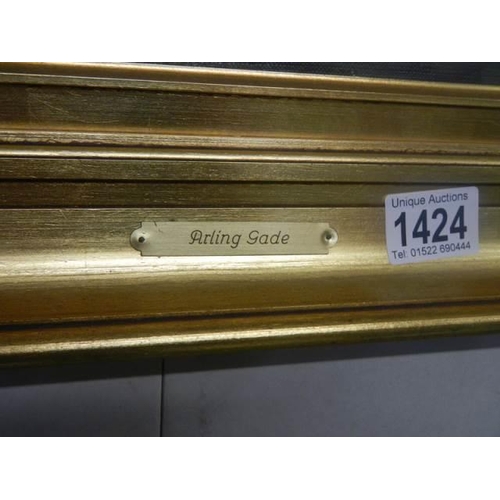 Arling Gade
Unique Auctions
1424
Tel: 01522 690444